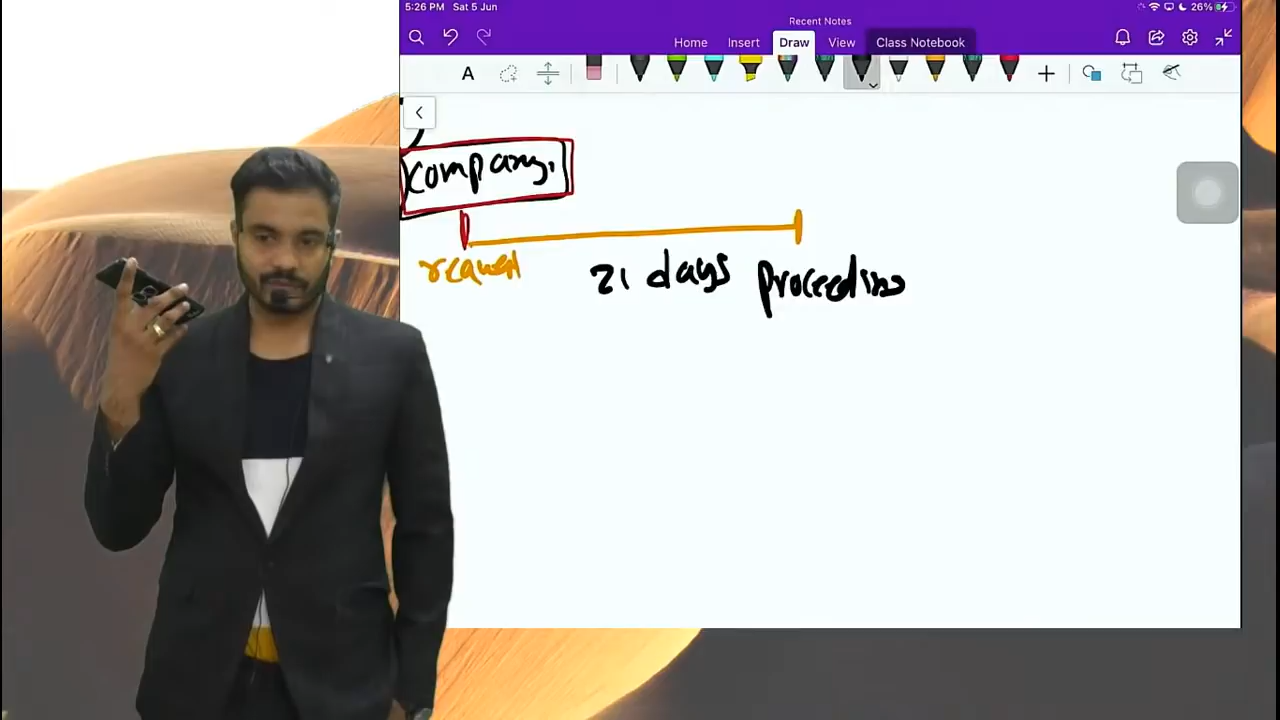 5:26 PM Sat 5 Jun
26%
Recent Notes
Home Insert Draw View Class Notebook
A
company.
request
21 days proceedings